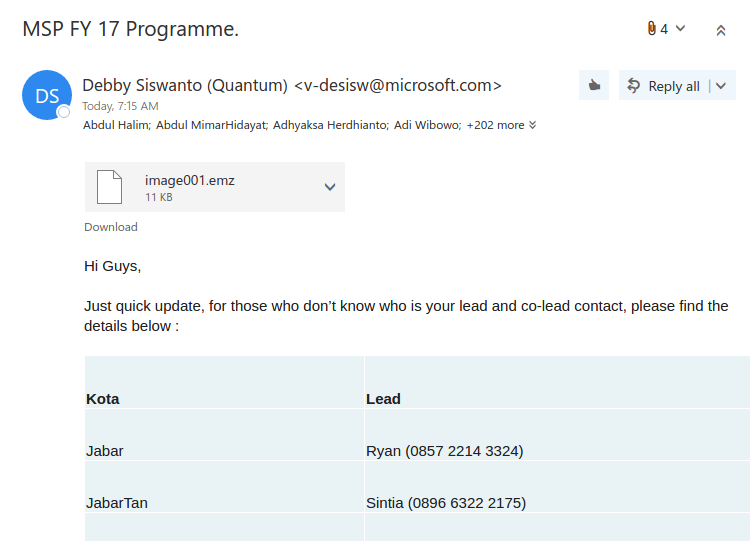 MSP FY 17 Programme.
4
DS
Debby Siswanto (Quantum) <v-desisw@microsoft.com>
Reply all
Today, 7:15 AM
Abdul Halim; Abdul MimarHidayat; Adhyaksa Herdhianto; Adi Wibowo; +202 more
image001.emz
11 KB
Download
Hi Guys,
Just quick update, for those who don’t know who is your lead and co-lead contact, please find the
details below :
Kota Lead
Jabar Ryan (0857 2214 3324)
JabarTan Sintia (0896 6322 2175)